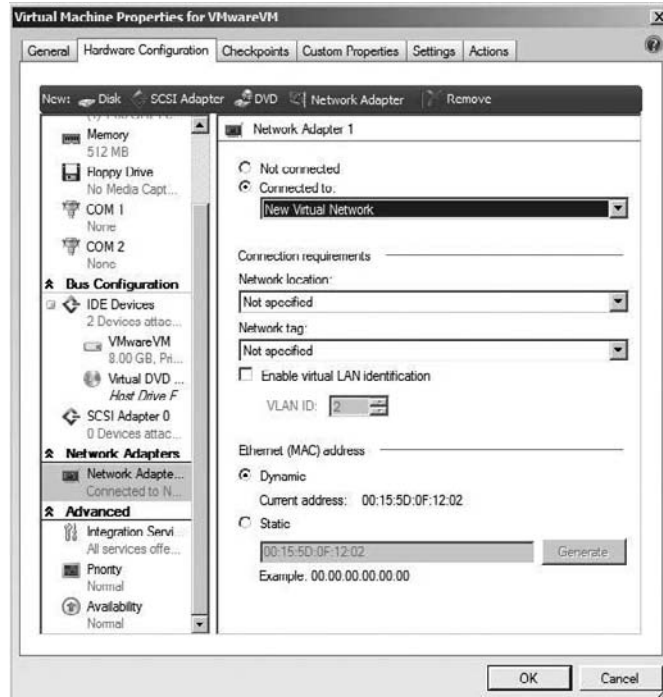 Virtual Machine Properties for VMwareVM
General Hardware Configuration Checkpoints Custom Properties Settings Actions
New: Disk SCSI Adapter DVD Network Adapter Remove
Memory
512 MB
Floppy Drive
No Media Capt...
COM 1
None
COM 2
None
Bus Configuration
IDE Devices
2 Devices attac...
VMwareVM
8.00 GB, Pri...
Virtual DVD ...
Host Drive F
SCSI Adapter 0
0 Devices attac...
Network Adapters
Network Adapte...
Connected to N...
Advanced
Integration Servi...
All services offe...
Priority
Normal
Availability
Normal
Network Adapter 1
Not connected
Connected to:
New Virtual Network
Connection requirements
Network location:
Not specified
Network tag:
Not specified
Enable virtual LAN identification
VLAN ID: 2
Ethernet (MAC) address
Dynamic
Current address: 00:15:5D:0F:12:02
Static
00:15:5D:0F:12:02 Generate
Example: 00.00.00.00.00.00
OK Cancel